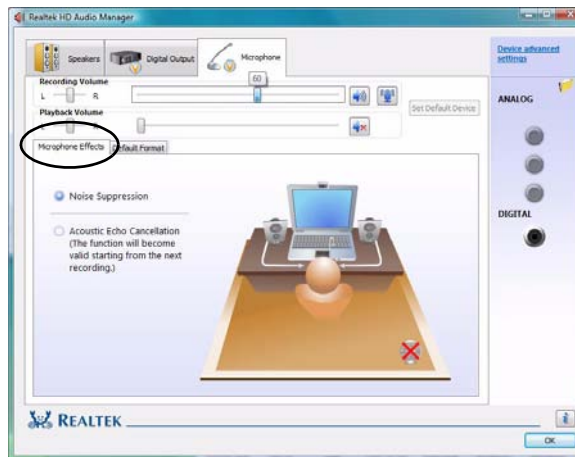 Realtek HD Audio Manager
Speakers
Digital Output
Microphone
Device advanced
settings
Recording Volume
60
L
R
Set Default Device
ANALOG
Playback Volume
Microphone Effects
Default Format
Noise Suppression
Acoustic Echo Cancellation
(The function will become
valid starting from the next
recording.)
DIGITAL
REALTEK
i
OK